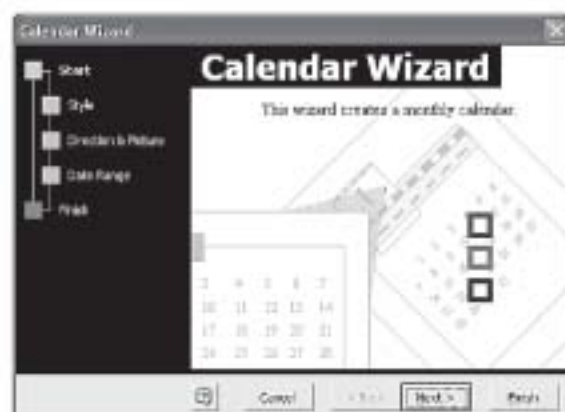 Calendar Wizard
Start
Style
Direction & Picture
Date Range
Finish
Calendar Wizard
This wizard creates a monthly calendar.
3 4 5 6 7
10 11 12 13 14
17 18 19 20 21
24 25 26 27 28
Cancel
Next >
Finish